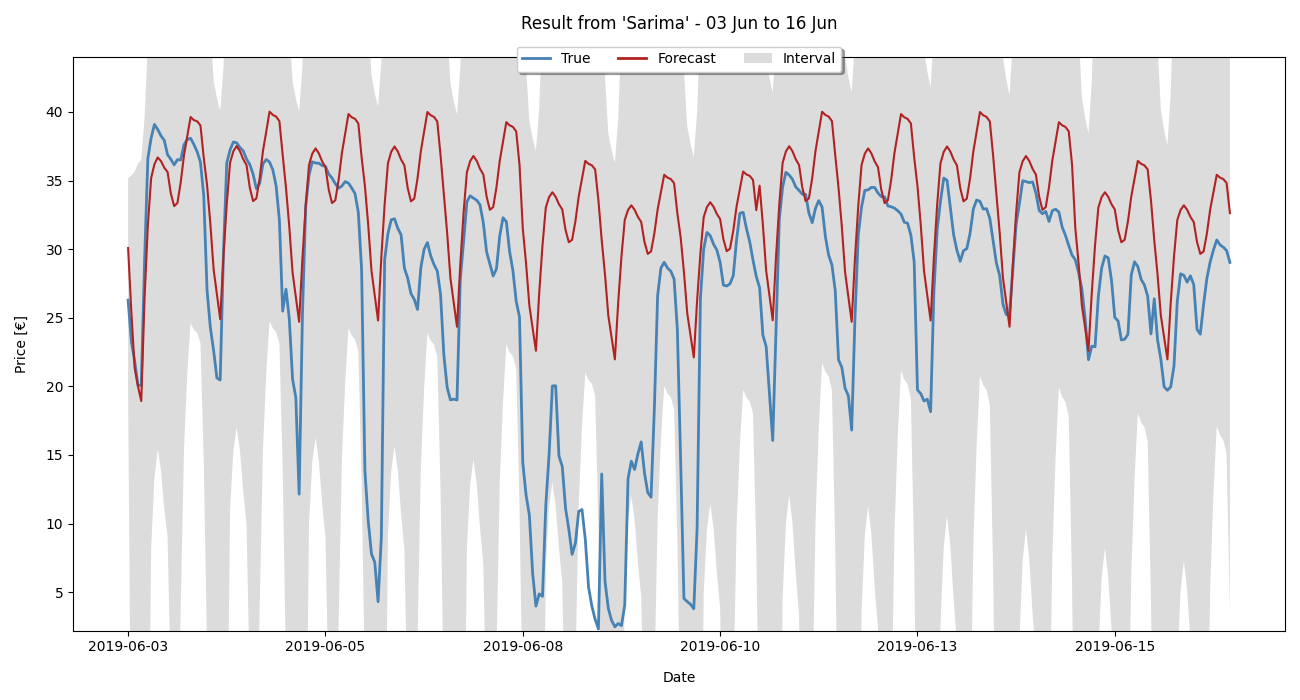 Result from 'Sarima' - 03 Jun to 16 Jun
True Forecast Interval
40
35
30
25
20
15
10
5
Price [€]
2019-06-03 2019-06-05 2019-06-08 2019-06-10 2019-06-13 2019-06-15
Date